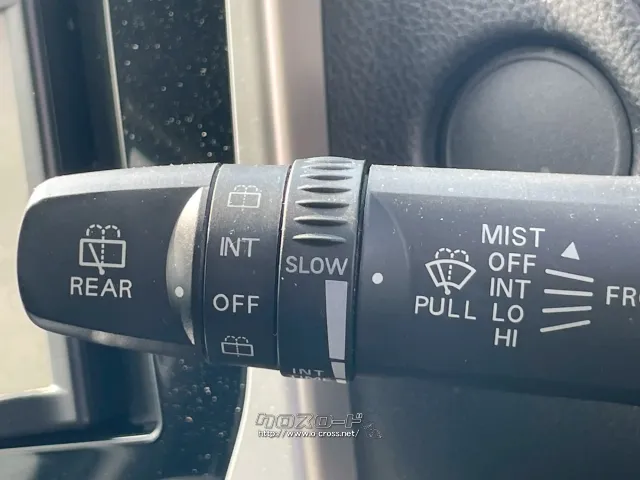 REAR
INT
OFF
SLOW
INT
PULL
MIST
OFF
INT
LO
HI
クロスロード
http://www.o-cross.net/